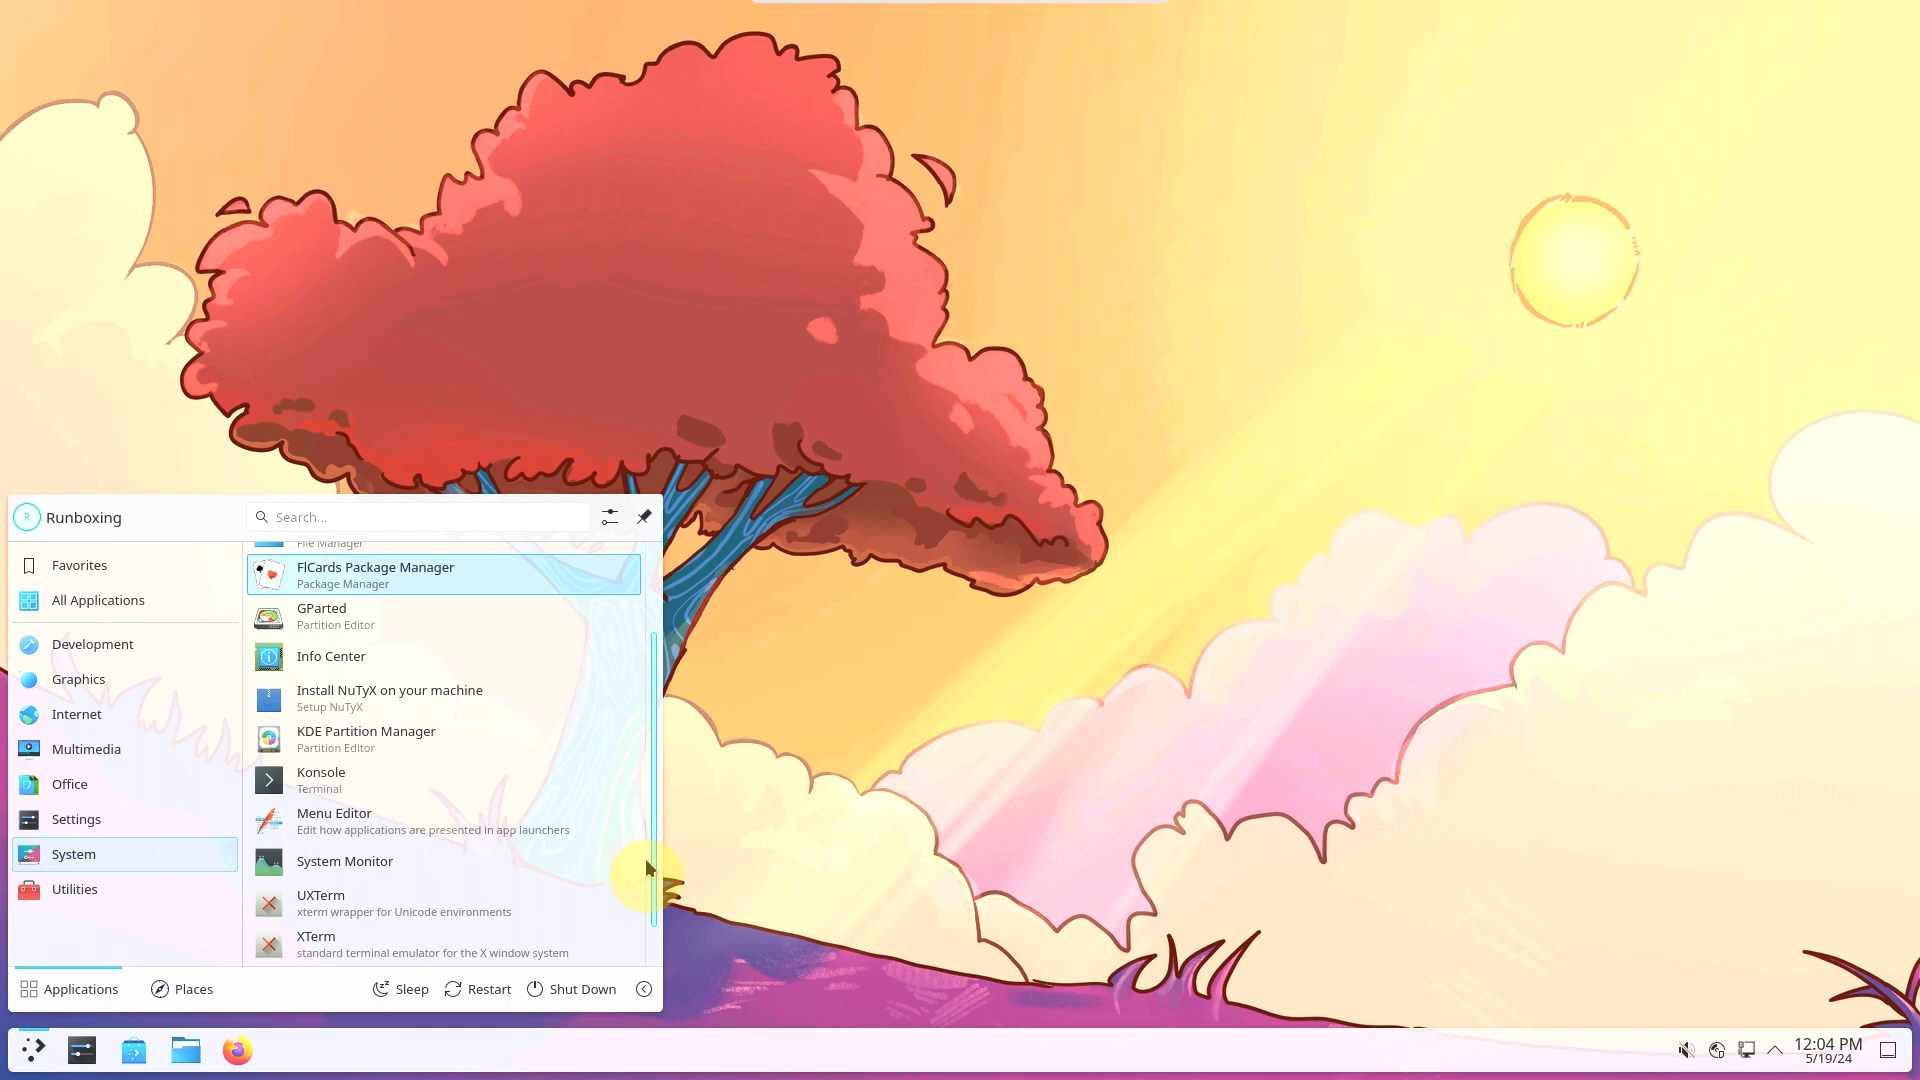 Runboxing
Search...
Favorites
All Applications
Development
Graphics
Internet
Multimedia
Office
Settings
System
Utilities
File Manager
FlCards Package Manager
Package Manager
GParted
Partition Editor
Info Center
Install NuTyX on your machine
Setup NuTyX
KDE Partition Manager
Partition Editor
Konsole
Terminal
Menu Editor
Edit how applications are presented in app launchers
System Monitor
UXTerm
xterm wrapper for Unicode environments
XTerm
standard terminal emulator for the X window system
Applications
Places
Sleep
Restart
Shut Down
12:04 PM
5/19/24